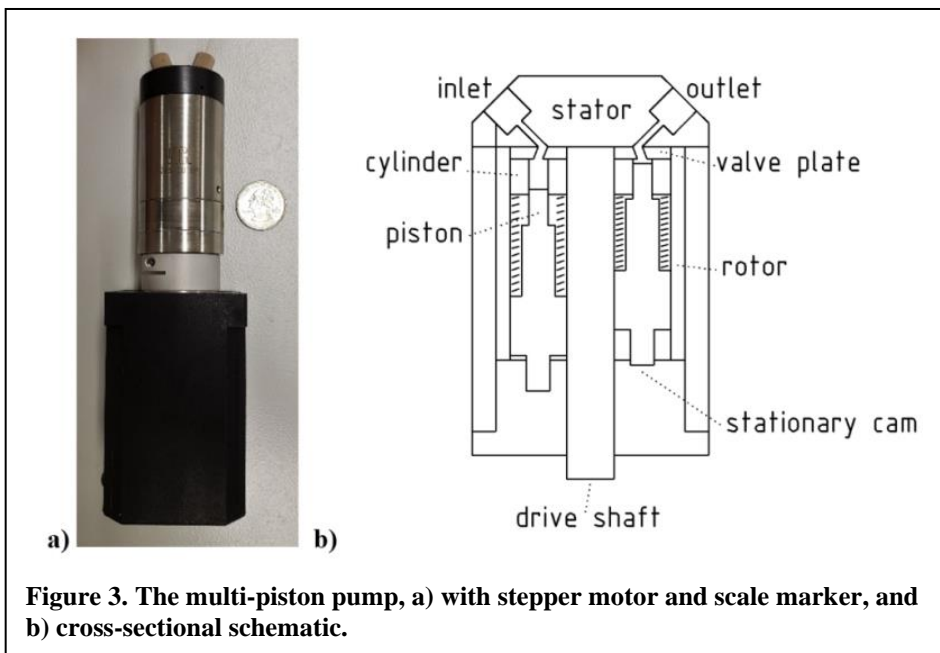 inlet
outlet
stator
cylinder
valve plate
piston
rotor
stationary cam
drive shaft
a)
b)
Figure 3. The multi-piston pump, a) with stepper motor and scale marker, and
b) cross-sectional schematic.